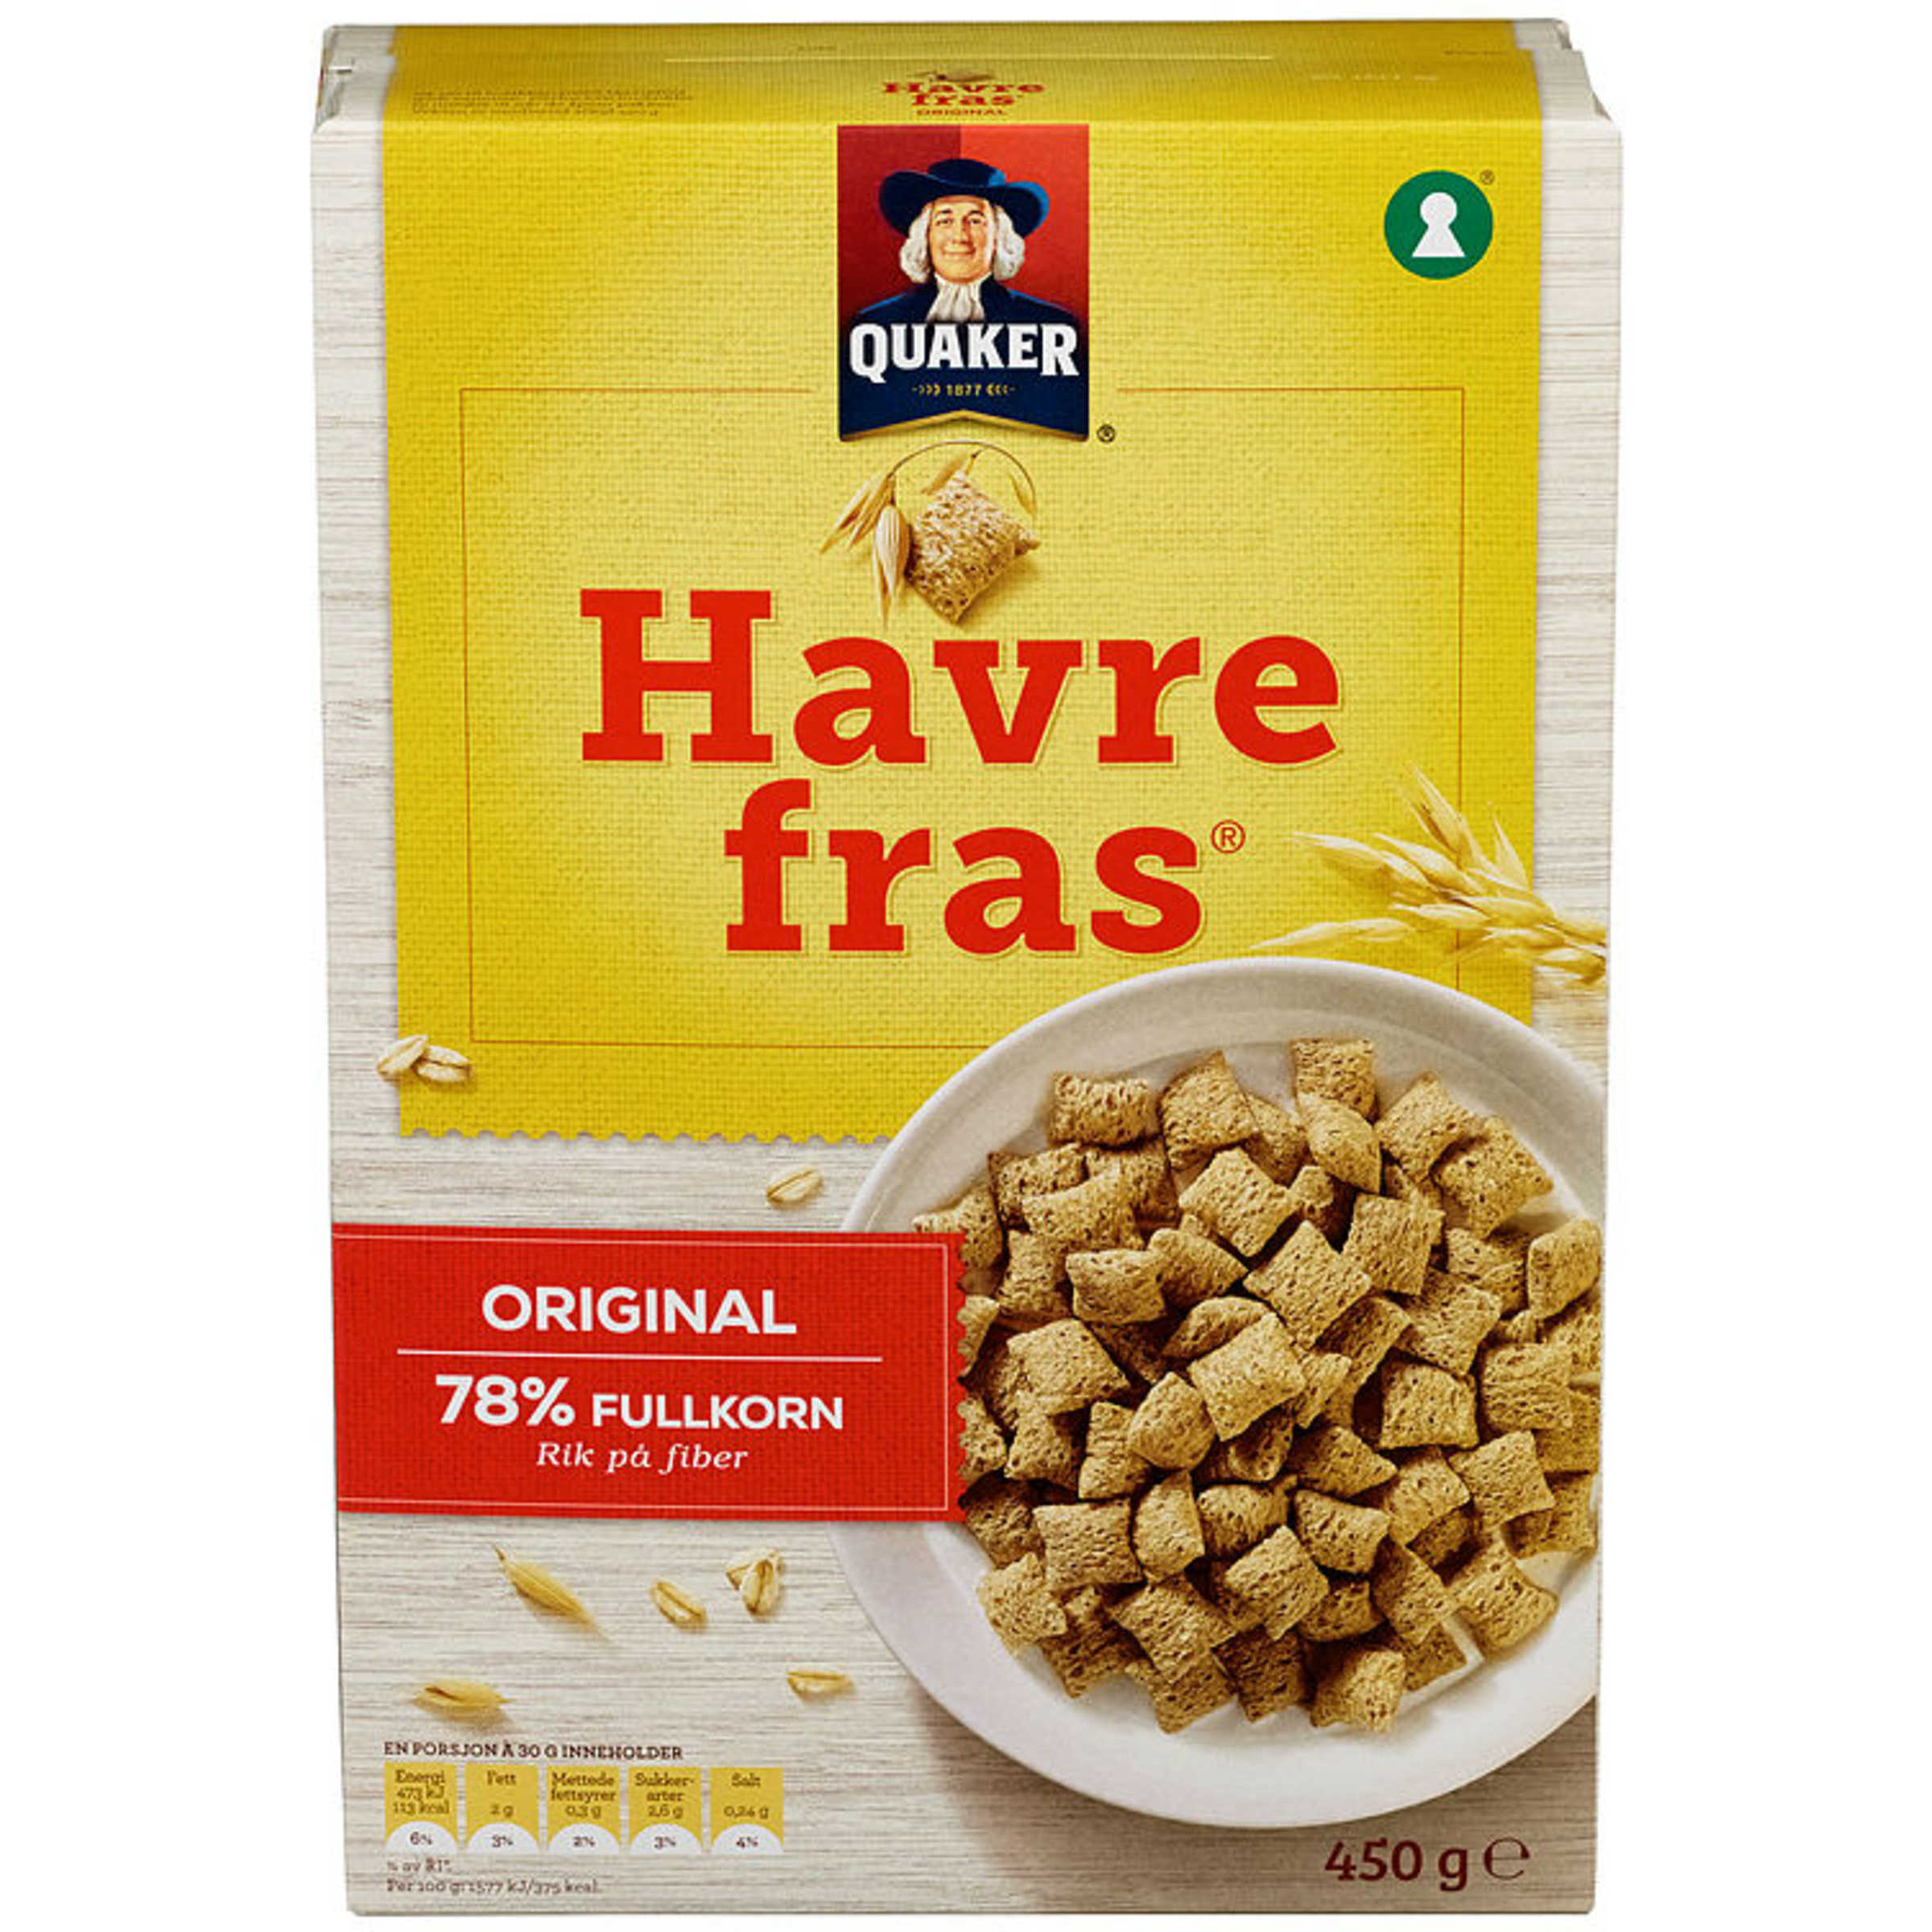 Havre
fras
ORIGINAL
®
QUAKER
1877
®
Havre
fras®
ORIGINAL
78% FULLKORN
Rik på fiber
EN PORSJON À 30 G INNEHOLDER
Energi
473 kJ
113 kcal
6%
Fett
2 g
3%
Mettede
fettsyrer
0,3 g
2%
Sukker-
arter
2,6 g
3%
Salt
0,24 g
4%
% av RI*
Per 100 g: 1577 kJ/375 kcal.
450 g ℮